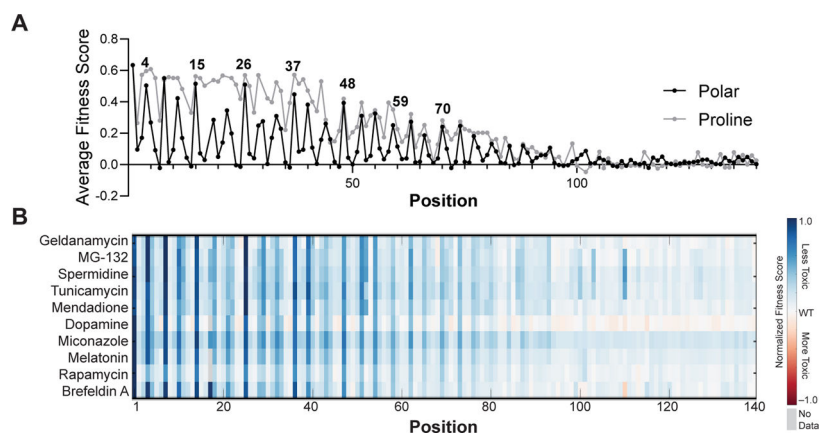 A
Average Fitness Score
0.8
0.6
0.4
0.2
0.0
-0.2
4
15
26
37
48
59
70
Polar
Proline
50
100
Position
B
Geldanamycin
MG-132
Spermidine
Tunicamycin
Mendadione
Dopamine
Miconazole
Melatonin
Rapamycin
Brefeldin A
1
20
40
60
80
100
120
140
Position
Normalized Fitness Score
1.0
Less Toxic
WT
More Toxic
–1.0
No
Data